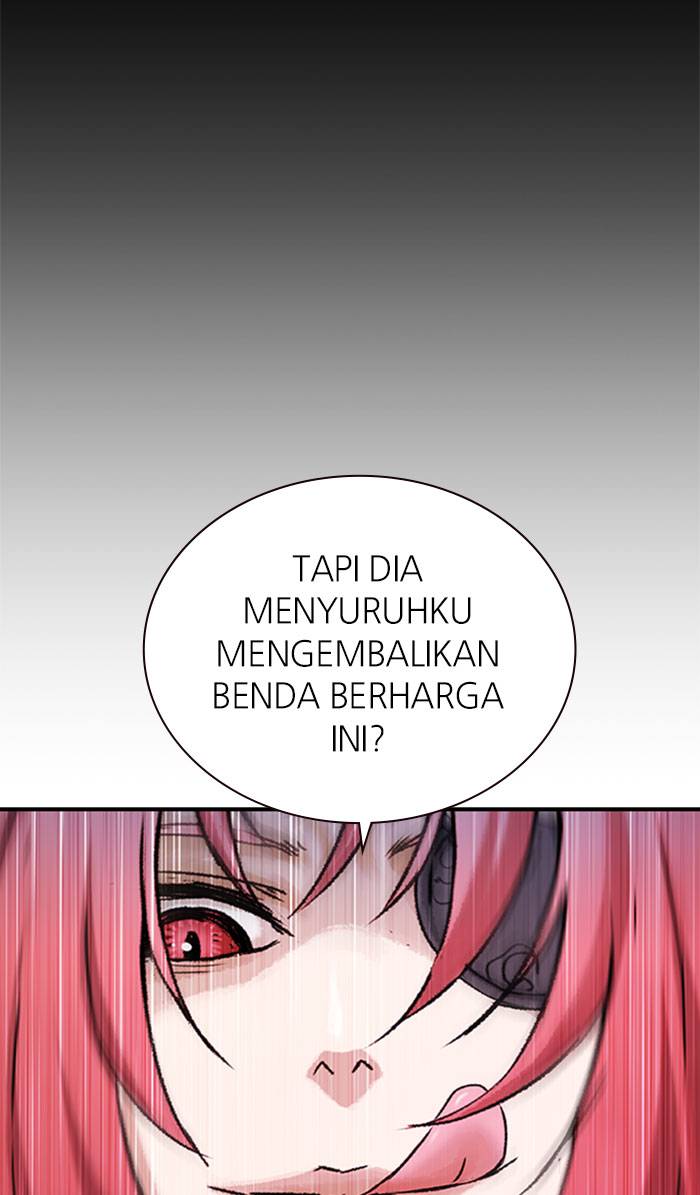 TAPI DIA
MENYURUHKU
MENGEMBALIKAN
BENDA BERHARGA
INI?